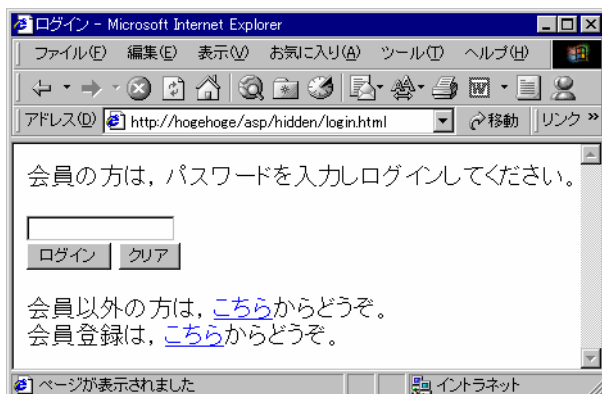 ログイン - Microsoft Internet Explorer
ファイル(F) 編集(E) 表示(V) お気に入り(A) ツール(T) ヘルプ(H)
アドレス(D) http://hogehoge/asp/hidden/login.html 移動 リンク »
会員の方は，パスワードを入力しログインしてください。
ログイン クリア
会員以外の方は，こちらからどうぞ。
会員登録は，こちらからどうぞ。
ページが表示されました イントラネット